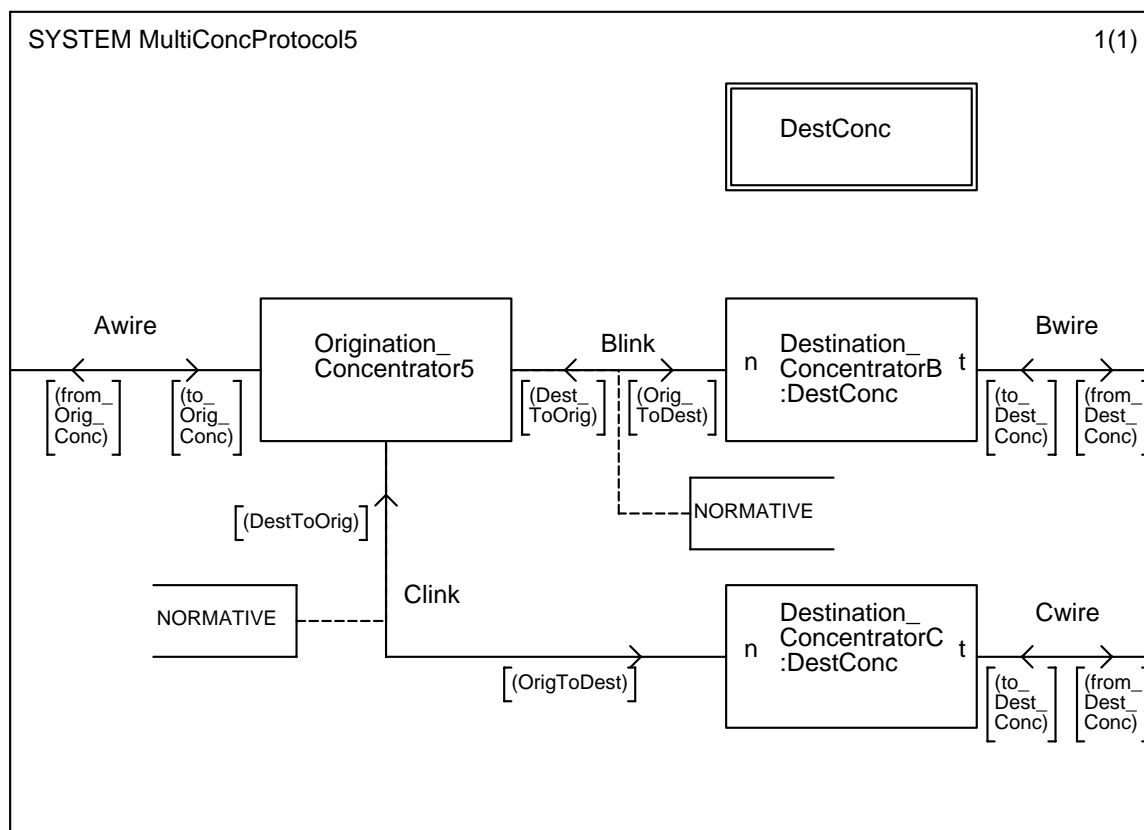 SYSTEM MultiConcProtocol5
1(1)
DestConc
Awire
Origination_
Concentrator5
Blink
n
Destination_
ConcentratorB
:DestConc
t
Bwire
[(from_
Orig_
Conc)]
[(to_
Orig_
Conc)]
[(Dest_
ToOrig)]
[(Orig_
ToDest)]
[(to_
Dest_
Conc)]
[(from_
Dest_
Conc)]
[(DestToOrig)]
NORMATIVE
NORMATIVE
Clink
n
Destination_
ConcentratorC
:DestConc
t
Cwire
[(OrigToDest)]
[(to_
Dest_
Conc)]
[(from_
Dest_
Conc)]